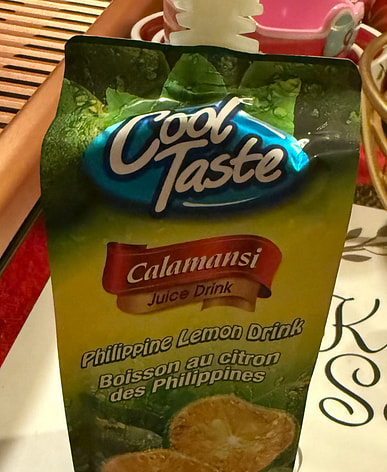 Cool
Taste
Calamansi
Juice Drink
Philippine Lemon Drink
Boisson au citron
des Philippines
K
S